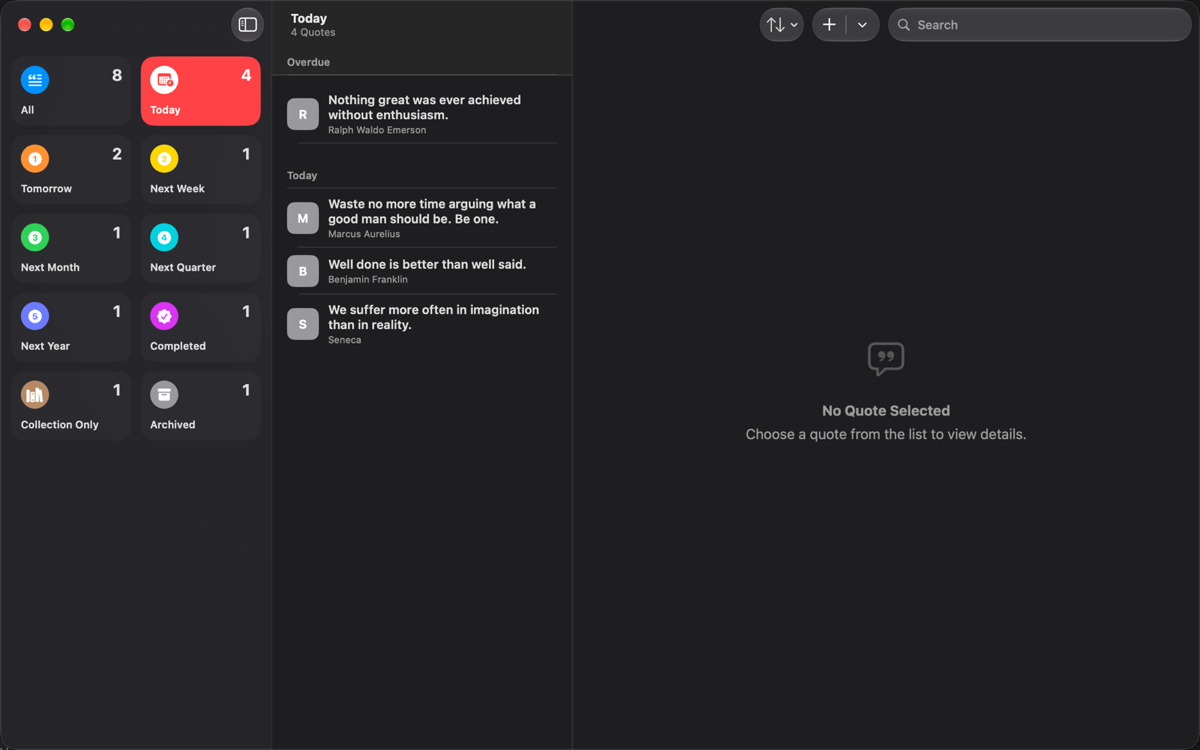 8
All
4
Today
2
Tomorrow
1
Next Week
1
Next Month
1
Next Quarter
1
Next Year
1
Completed
1
Collection Only
1
Archived
Today
4 Quotes
Overdue
R
Nothing great was ever achieved
without enthusiasm.
Ralph Waldo Emerson
Today
M
Waste no more time arguing what a
good man should be. Be one.
Marcus Aurelius
B
Well done is better than well said.
Benjamin Franklin
S
We suffer more often in imagination
than in reality.
Seneca
Search
No Quote Selected
Choose a quote from the list to view details.